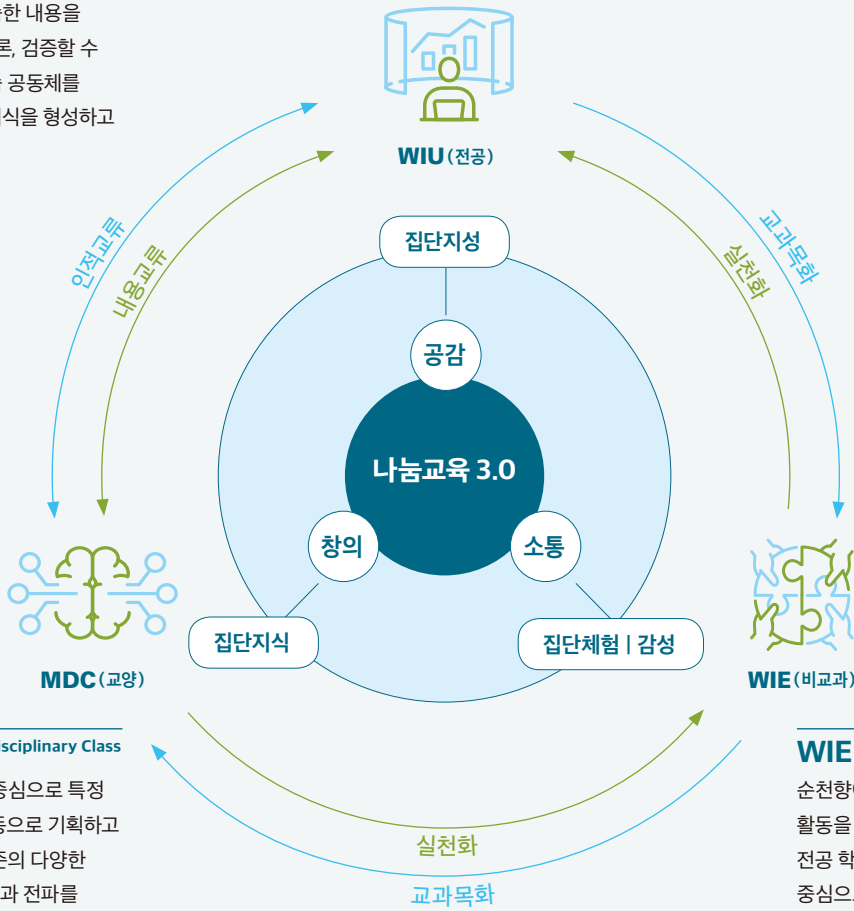 한 내용을
론, 검증할 수
공동체를
식을 형성하고
WIU(전공)
집단지성
인적교류
내용교류
실천화
교과목화
공감
나눔교육 3.0
창의
소통
집단지식
집단체험 | 감성
MDC(교양)
WIE(비교과)
isciplinary Class
중심으로 특정
등으로 기획하고
준의 다양한
과 전파를
WIE
순천향
활동을
전공 학
중심으
실천화
교과목화